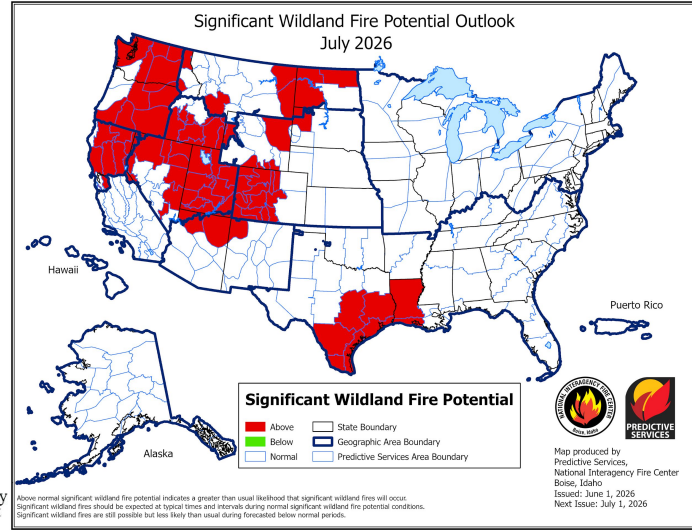 Significant Wildland Fire Potential Outlook
July 2026
Hawaii
Puerto Rico
Alaska
Significant Wildland Fire Potential
Above
Below
Normal
State Boundary
Geographic Area Boundary
Predictive Services Area Boundary
NATIONAL INTERAGENCY FIRE CENTER
Boise, Idaho
PREDICTIVE
SERVICES
Map produced by
Predictive Services,
National Interagency Fire Center
Boise, Idaho
Issued: June 1, 2026
Next Issue: July 1, 2026
Above normal significant wildland fire potential indicates a greater than usual likelihood that significant wildland fires will occur.
Significant wildland fires should be expected at typical times and intervals during normal significant wildland fire potential conditions.
Significant wildland fires are still possible but less likely than usual during forecasted below normal periods.